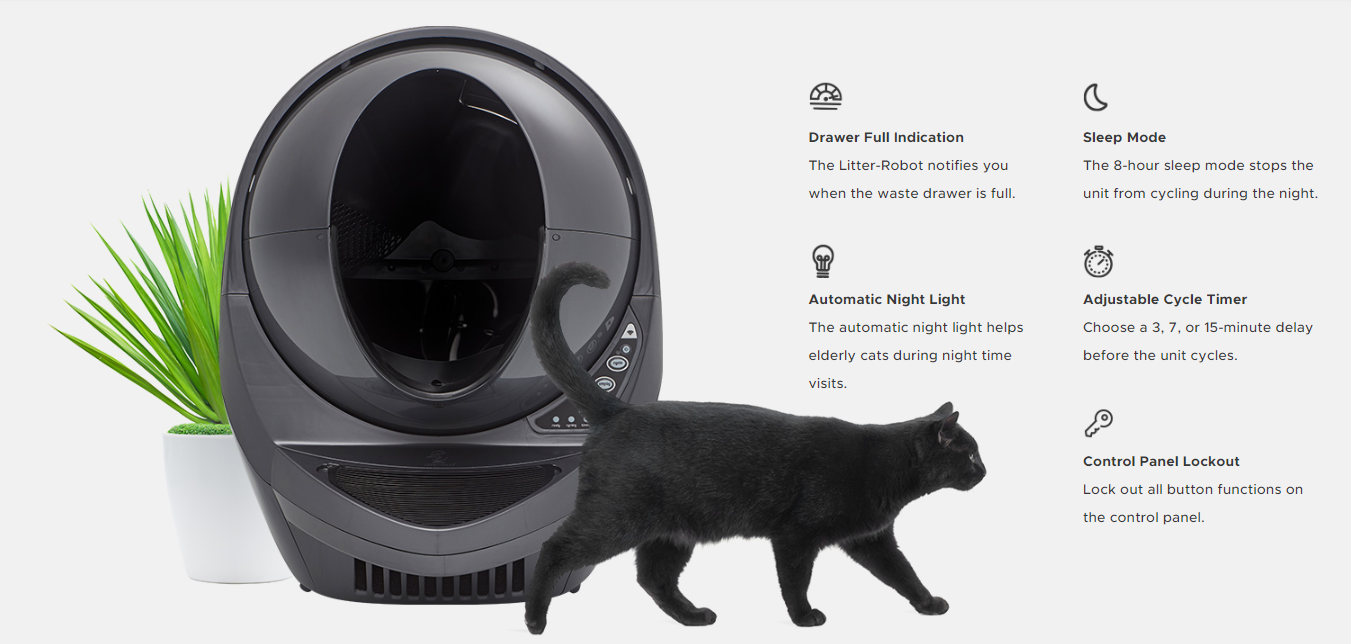 Drawer Full Indication
The Litter-Robot notifies you
when the waste drawer is full.
Sleep Mode
The 8-hour sleep mode stops the
unit from cycling during the night.
Automatic Night Light
The automatic night light helps
elderly cats during night time
visits.
Adjustable Cycle Timer
Choose a 3, 7, or 15-minute delay
before the unit cycles.
Control Panel Lockout
Lock out all button functions on
the control panel.